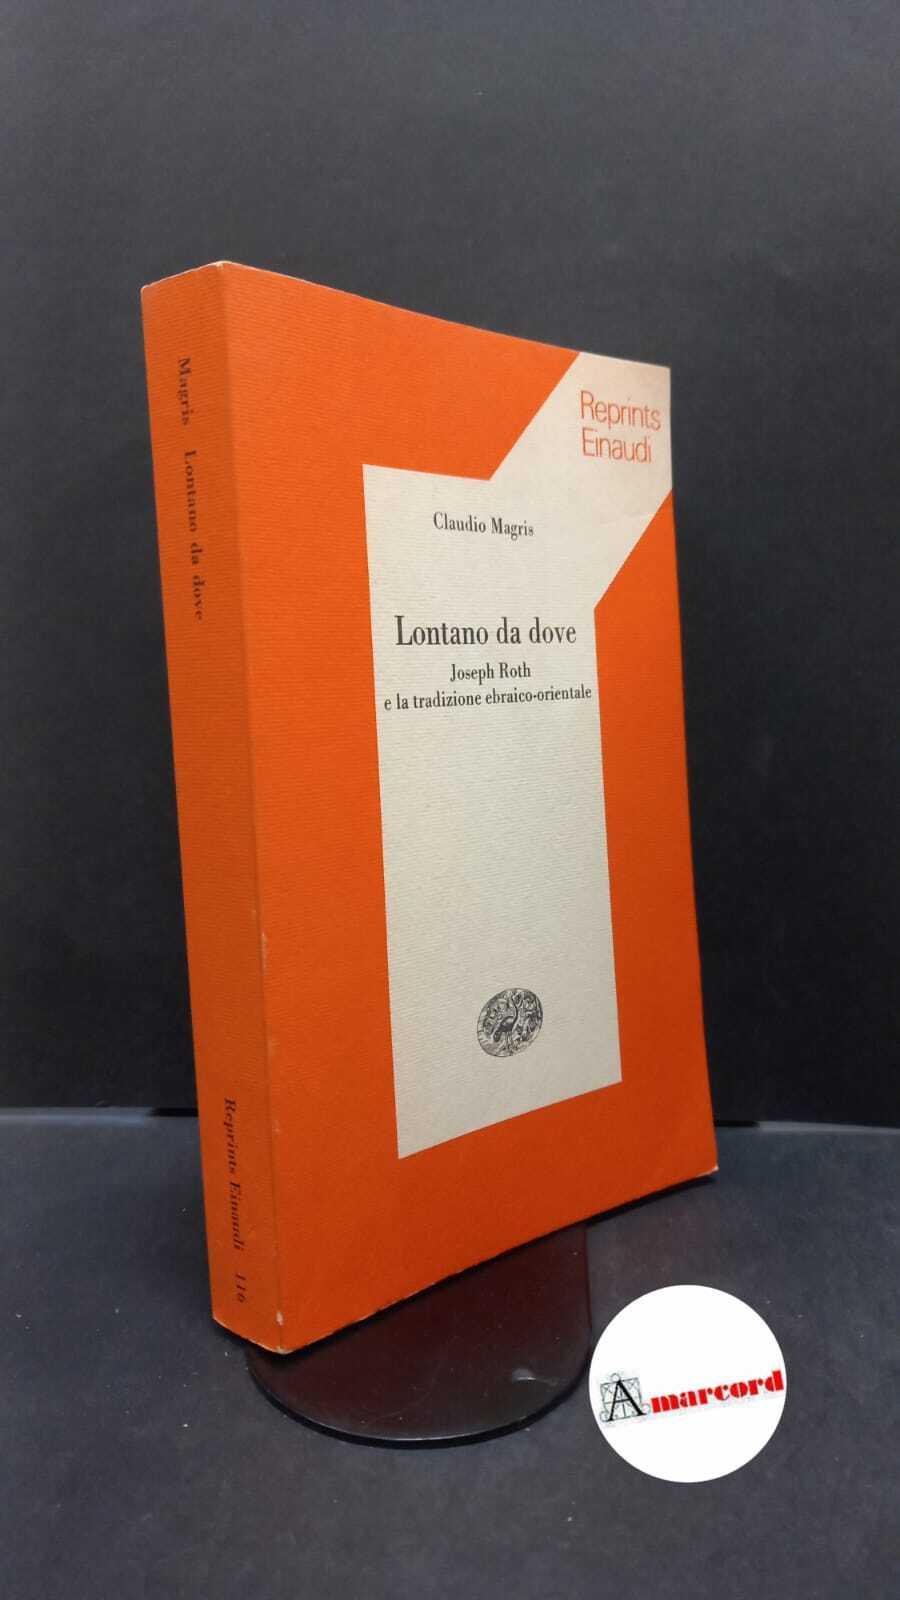 Magris Lontano da dove
Reprints Einaudi 116
Reprints
Einaudi
Claudio Magris
Lontano da dove
Joseph Roth
e la tradizione ebraico-orientale
Amarcord